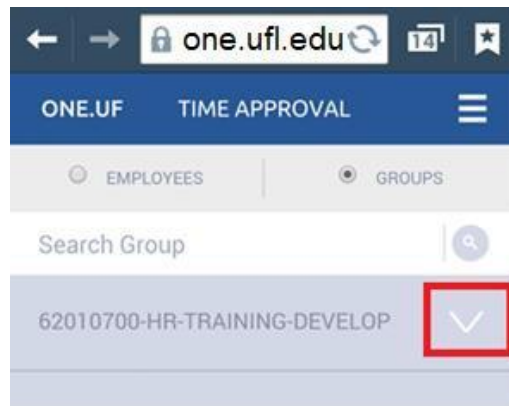 one.ufl.edu 14
ONE.UF TIME APPROVAL
EMPLOYEES GROUPS
Search Group
62010700-HR-TRAINING-DEVELOP